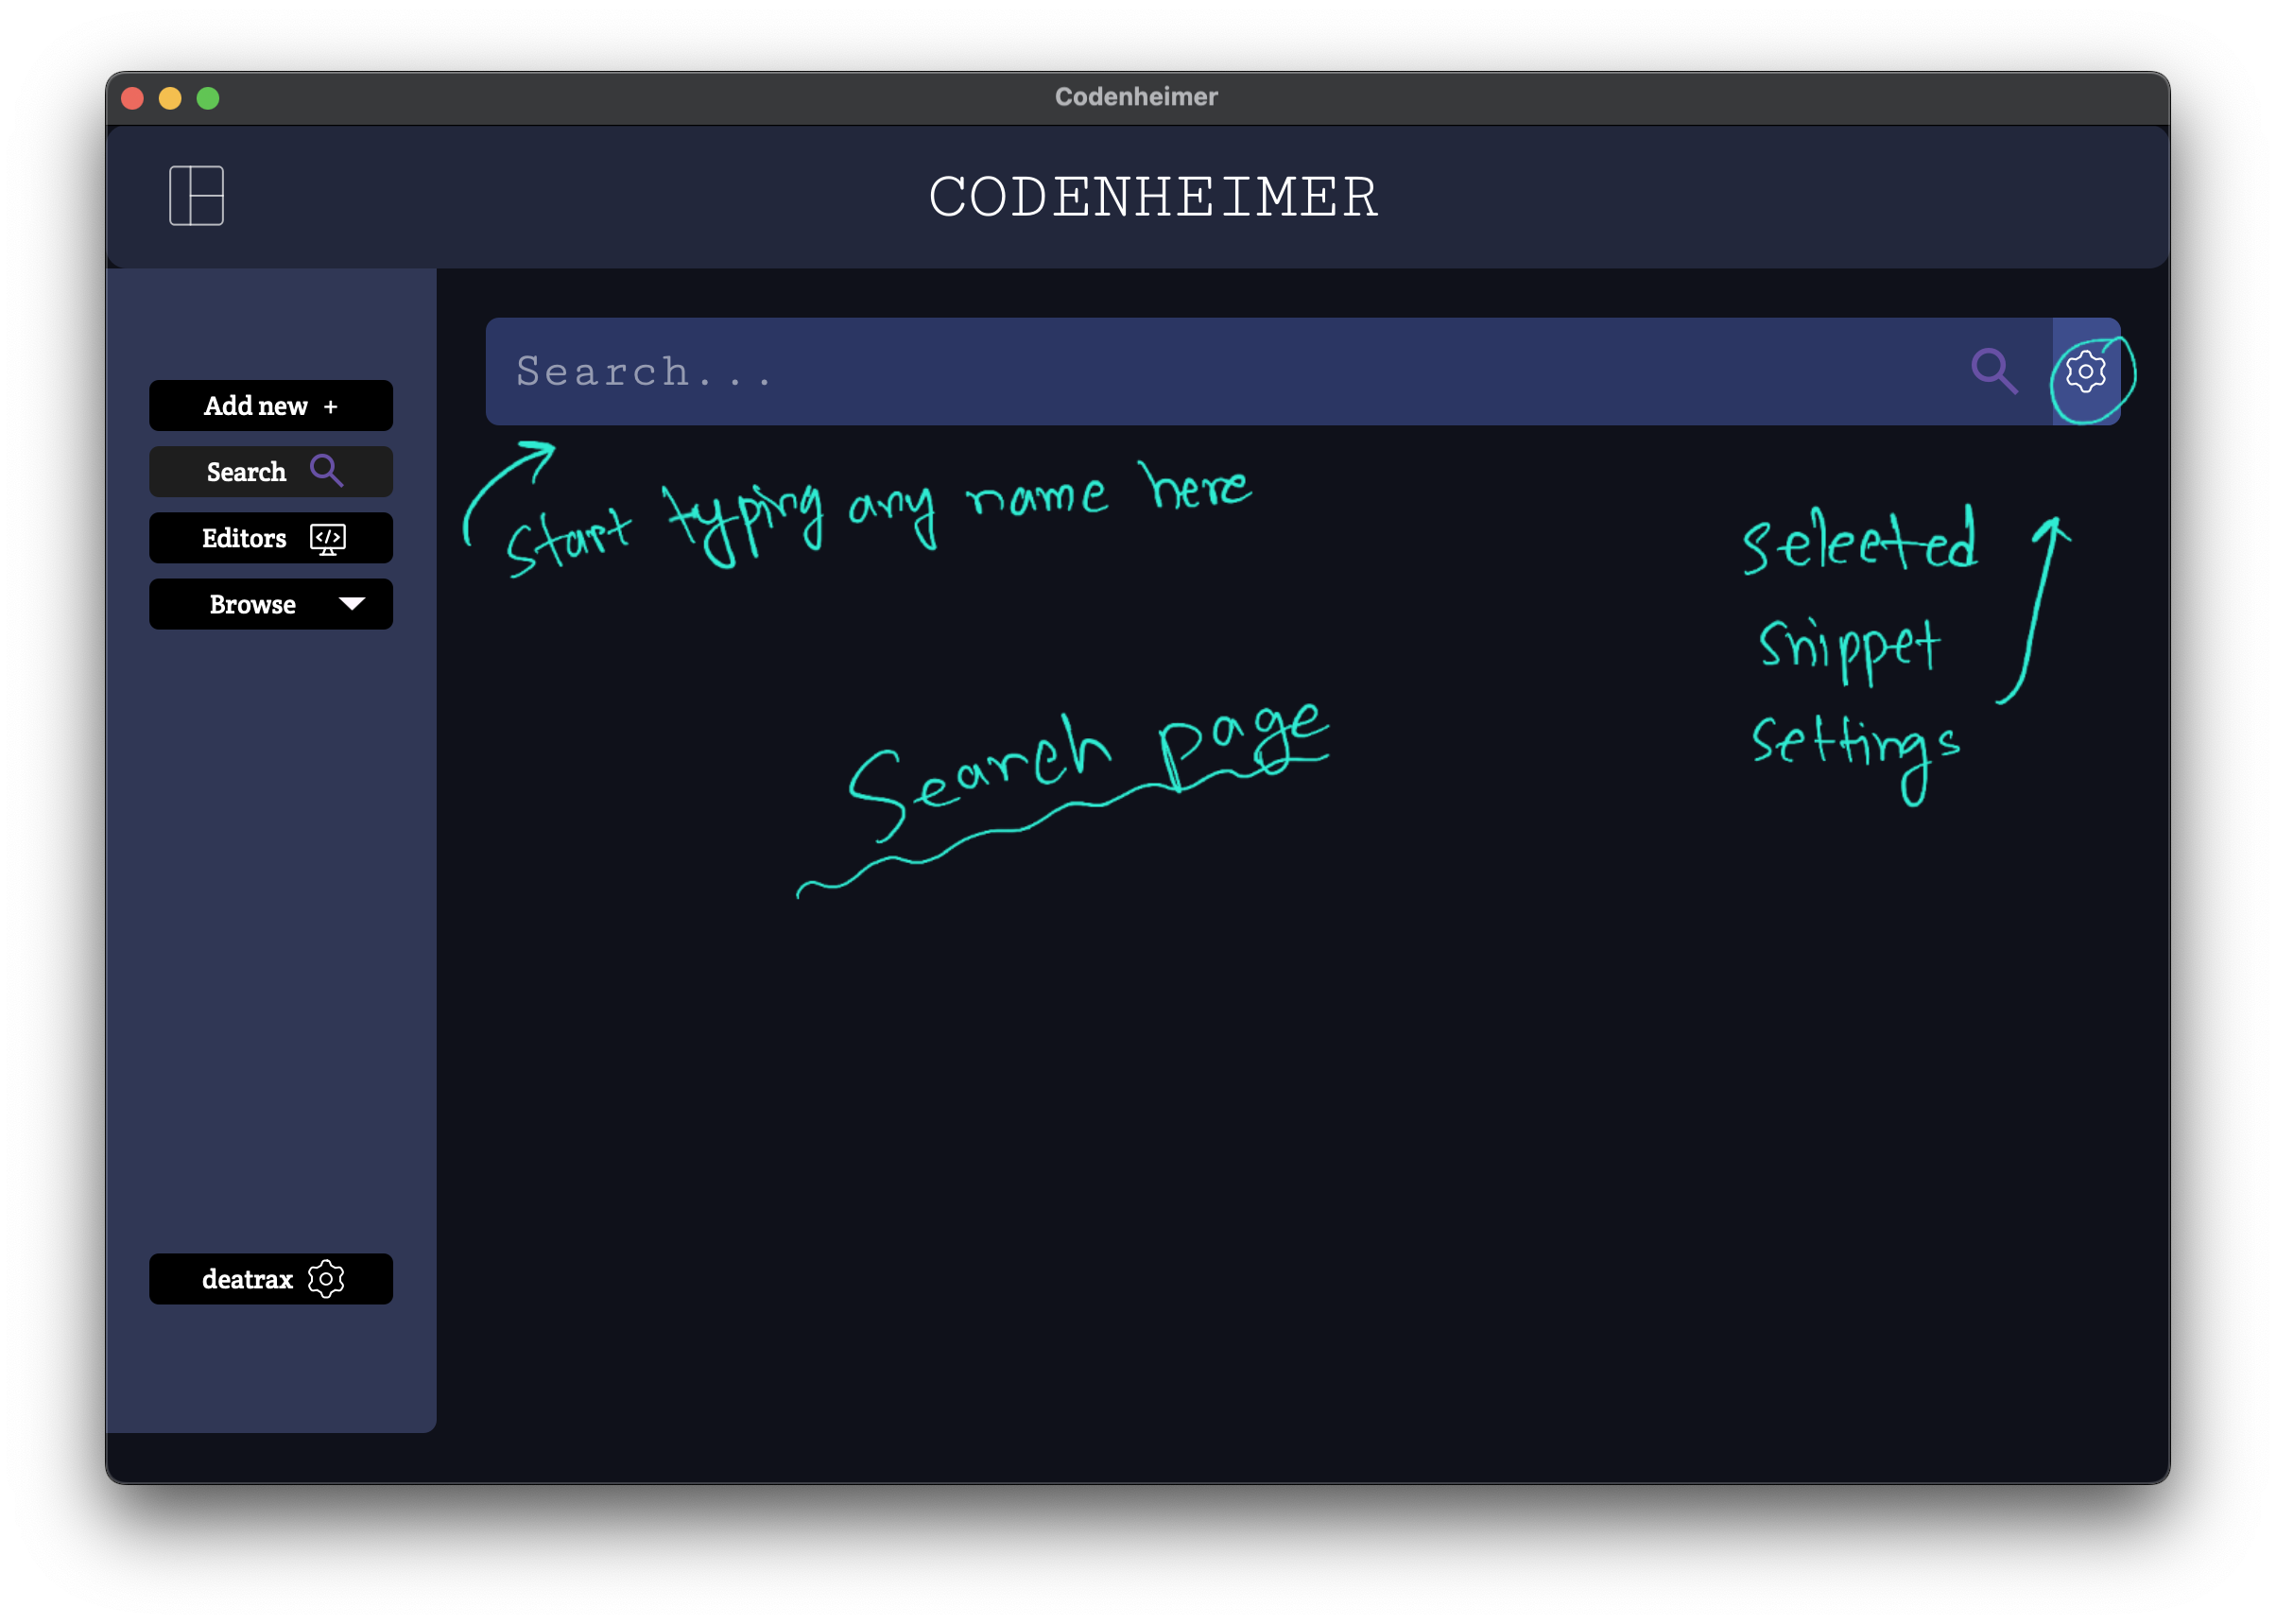 Codenheimer
CODENHEIMER
Search...
Add new +
Search
Editors </>
Browse
deatrax
Start typing any name here
Selected
Snippet
Settings
Search page